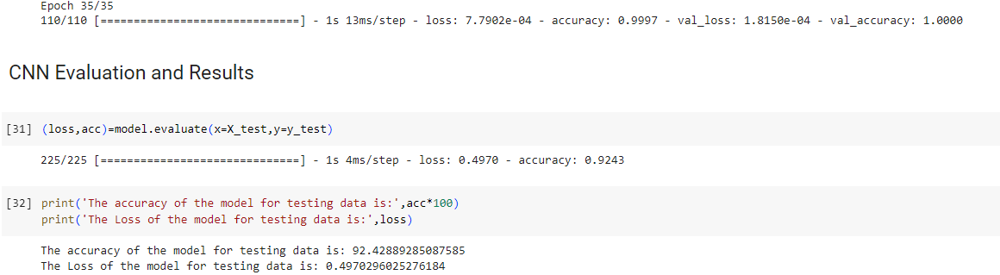 Epoch 35/35
110/110 [==============================] - 1s 13ms/step - loss: 7.7902e-04 - accuracy: 0.9997 - val_loss: 1.8150e-04 - val_accuracy: 1.0000
CNN Evaluation and Results
[31] (loss,acc)=model.evaluate(x=X_test,y=y_test)
225/225 [==============================] - 1s 4ms/step - loss: 0.4970 - accuracy: 0.9243
[32] print('The accuracy of the model for testing data is:',acc*100)
print('The Loss of the model for testing data is:',loss)
The accuracy of the model for testing data is: 92.42889285087585
The Loss of the model for testing data is: 0.4970296025276184